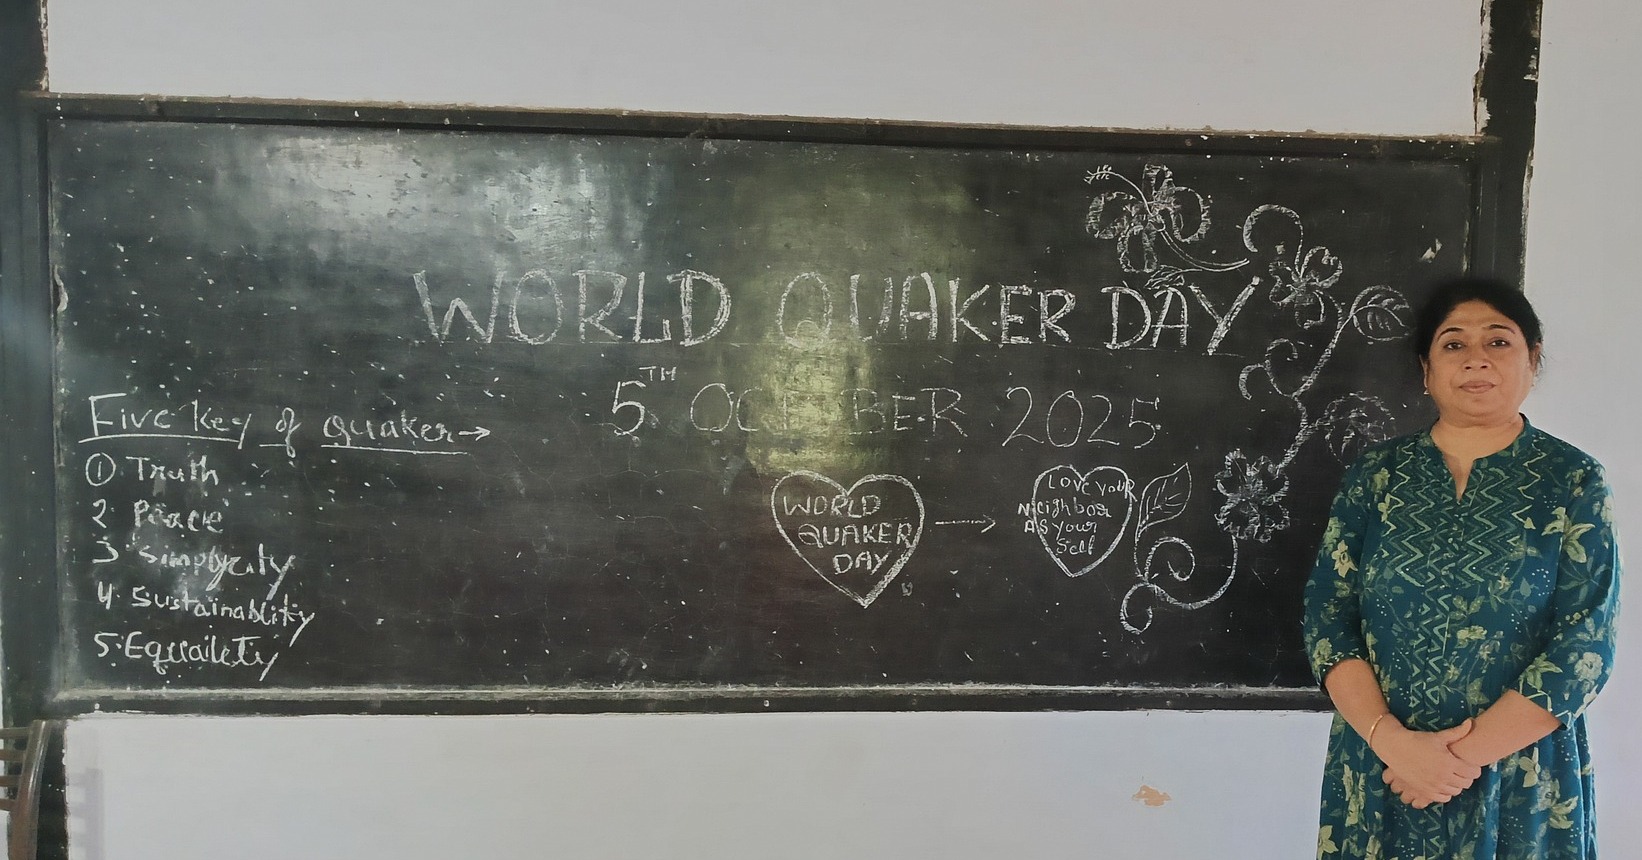 WORLD QUAKER DAY
5TH OCTOBER 2025
Five Key of Quaker→
① Truth
2. Peace
3 Simplycity
4 Sustainablity
5. Equailety
WORLD
QUAKER
DAY
→
LOVE YOUR
Neighboor
AS your
Self